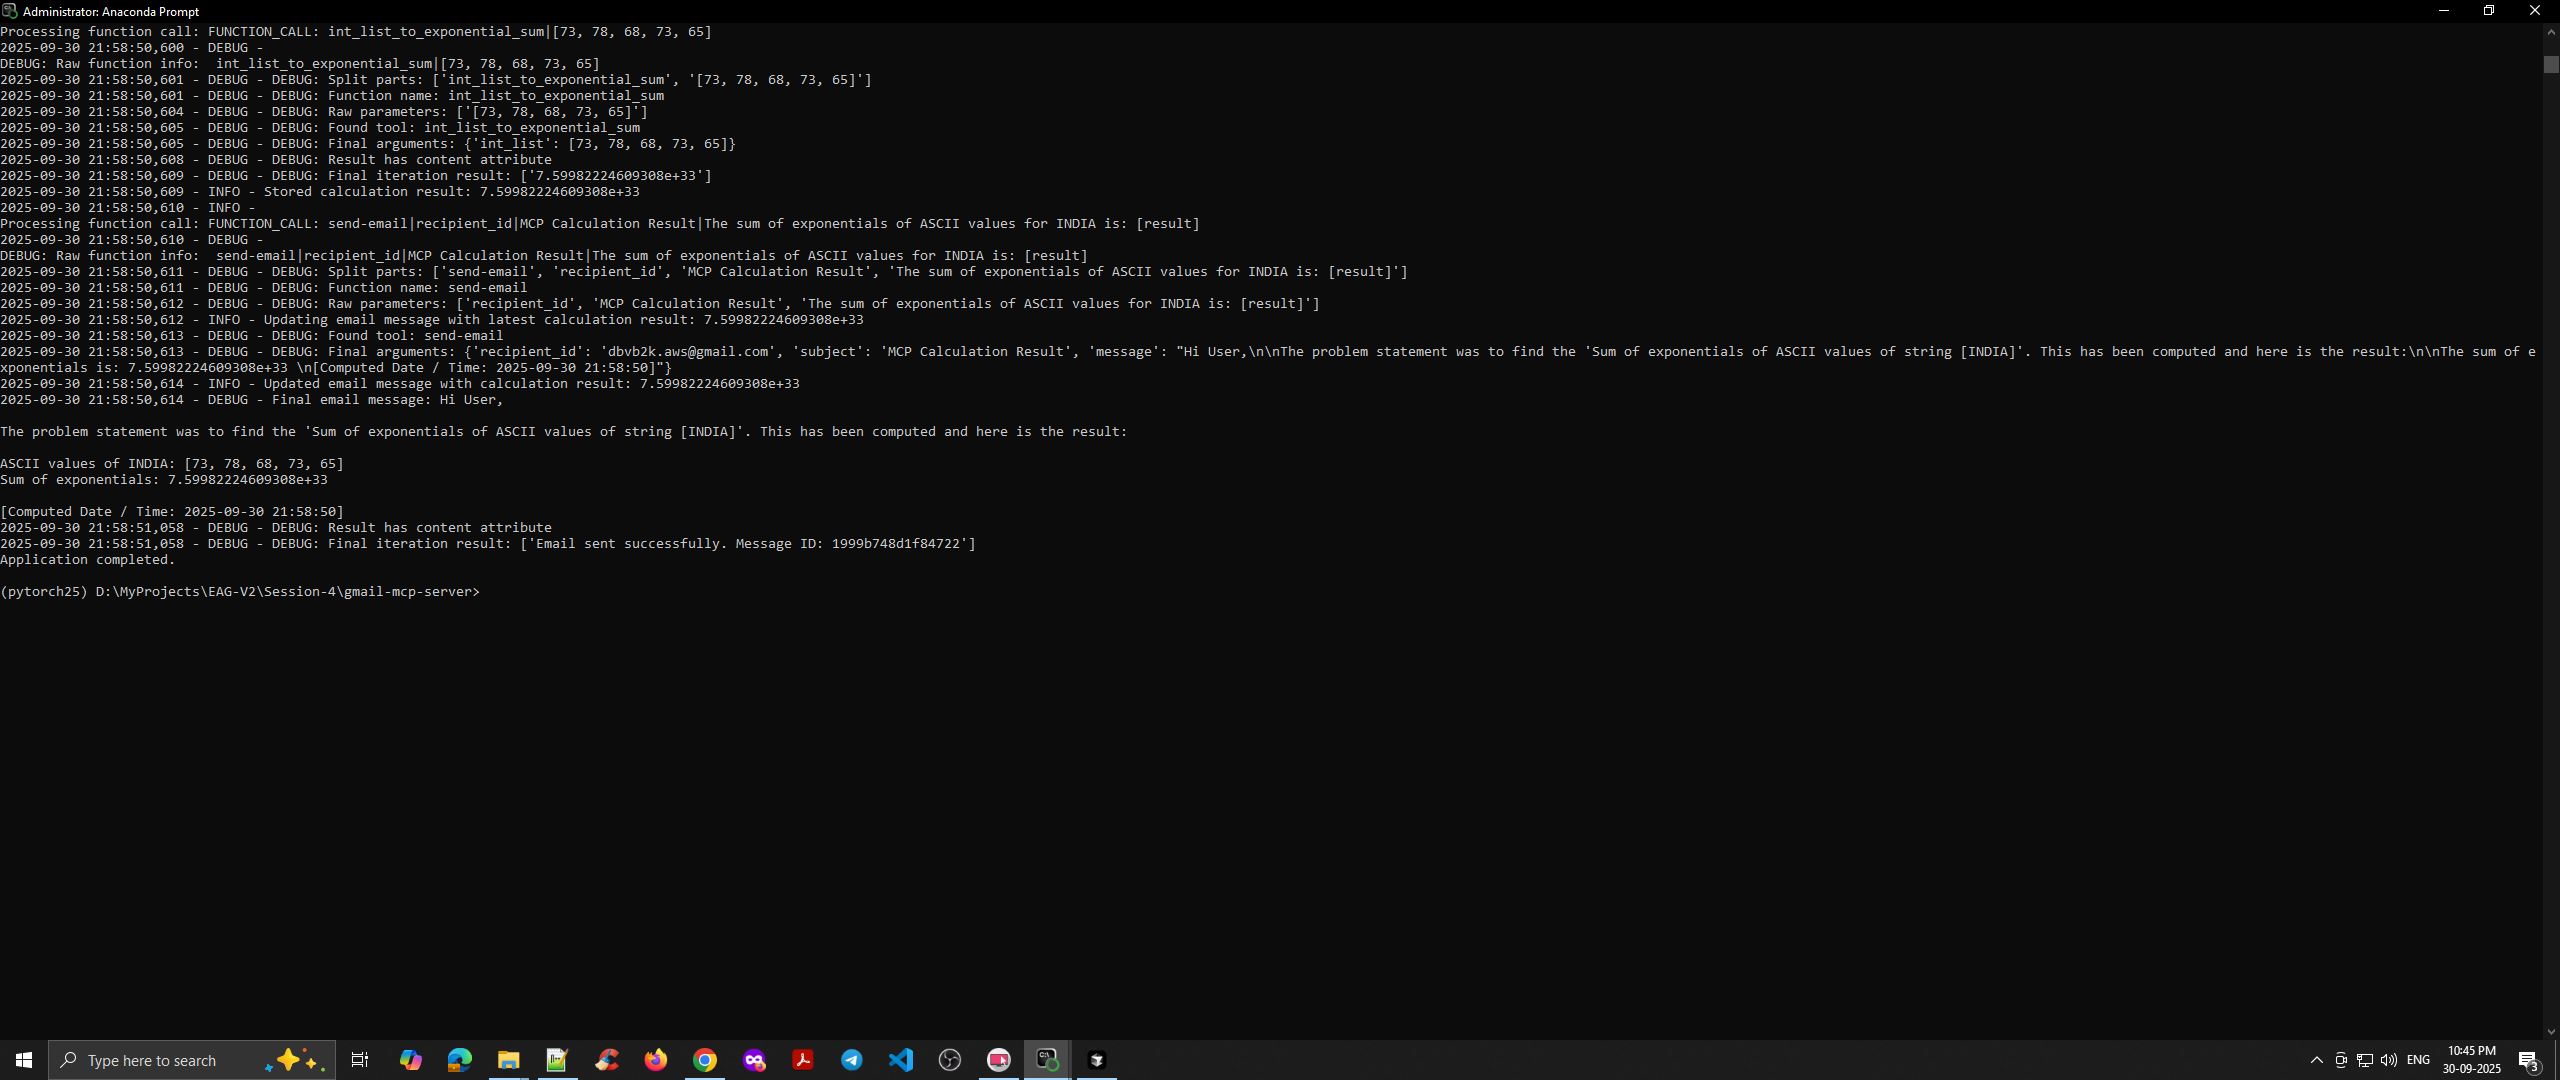 Administrator: Anaconda Prompt
Processing function call: FUNCTION_CALL: int_list_to_exponential_sum|[73, 78, 68, 73, 65]
2025-09-30 21:58:50,600 - DEBUG -
DEBUG: Raw function info:  int_list_to_exponential_sum|[73, 78, 68, 73, 65]
2025-09-30 21:58:50,601 - DEBUG - DEBUG: Split parts: ['int_list_to_exponential_sum', '[73, 78, 68, 73, 65]']
2025-09-30 21:58:50,601 - DEBUG - DEBUG: Function name: int_list_to_exponential_sum
2025-09-30 21:58:50,604 - DEBUG - DEBUG: Raw parameters: ['[73, 78, 68, 73, 65]']
2025-09-30 21:58:50,605 - DEBUG - DEBUG: Found tool: int_list_to_exponential_sum
2025-09-30 21:58:50,605 - DEBUG - DEBUG: Final arguments: {'int_list': [73, 78, 68, 73, 65]}
2025-09-30 21:58:50,608 - DEBUG - DEBUG: Result has content attribute
2025-09-30 21:58:50,609 - DEBUG - DEBUG: Final iteration result: ['7.59982224609308e+33']
2025-09-30 21:58:50,609 - INFO - Stored calculation result: 7.59982224609308e+33
2025-09-30 21:58:50,610 - INFO -
Processing function call: FUNCTION_CALL: send-email|recipient_id|MCP Calculation Result|The sum of exponentials of ASCII values for INDIA is: [result]
2025-09-30 21:58:50,610 - DEBUG -
DEBUG: Raw function info:  send-email|recipient_id|MCP Calculation Result|The sum of exponentials of ASCII values for INDIA is: [result]
2025-09-30 21:58:50,611 - DEBUG - DEBUG: Split parts: ['send-email', 'recipient_id', 'MCP Calculation Result', 'The sum of exponentials of ASCII values for INDIA is: [result]']
2025-09-30 21:58:50,611 - DEBUG - DEBUG: Function name: send-email
2025-09-30 21:58:50,612 - DEBUG - DEBUG: Raw parameters: ['recipient_id', 'MCP Calculation Result', 'The sum of exponentials of ASCII values for INDIA is: [result]']
2025-09-30 21:58:50,612 - INFO - Updating email message with latest calculation result: 7.59982224609308e+33
2025-09-30 21:58:50,613 - DEBUG - DEBUG: Found tool: send-email
2025-09-30 21:58:50,613 - DEBUG - DEBUG: Final arguments: {'recipient_id': 'dbvb2k.aws@gmail.com', 'subject': 'MCP Calculation Result', 'message': "Hi User,\n\nThe problem statement was to find the 'Sum of exponentials of ASCII values of string [INDIA]'. This has been computed and here is the result:\n\nThe sum of e
xponentials is: 7.59982224609308e+33 \n[Computed Date / Time: 2025-09-30 21:58:50]"}
2025-09-30 21:58:50,614 - INFO - Updated email message with calculation result: 7.59982224609308e+33
2025-09-30 21:58:50,614 - DEBUG - Final email message: Hi User,
The problem statement was to find the 'Sum of exponentials of ASCII values of string [INDIA]'. This has been computed and here is the result:
ASCII values of INDIA: [73, 78, 68, 73, 65]
Sum of exponentials: 7.59982224609308e+33
[Computed Date / Time: 2025-09-30 21:58:50]
2025-09-30 21:58:51,058 - DEBUG - DEBUG: Result has content attribute
2025-09-30 21:58:51,058 - DEBUG - DEBUG: Final iteration result: ['Email sent successfully. Message ID: 1999b748d1f84722']
Application completed.
(pytorch25) D:\MyProjects\EAG-V2\Session-4\gmail-mcp-server>
Type here to search
ENG
10:45 PM
30-09-2025
3